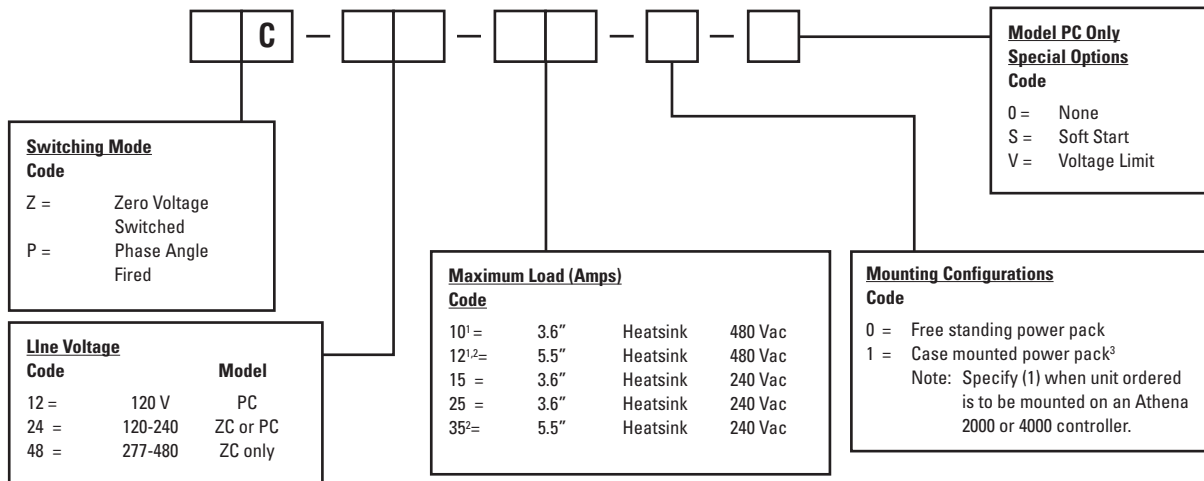 C
Model PC Only
Special Options
Code
0 = None
S = Soft Start
V = Voltage Limit
Switching Mode
Code
Z = Zero Voltage
Switched
P = Phase Angle
Fired
LIne Voltage
Code Model
12 = 120 V PC
24 = 120-240 ZC or PC
48 = 277-480 ZC only
Maximum Load (Amps)
Code
10¹ = 3.6″ Heatsink 480 Vac
12¹,²= 5.5″ Heatsink 480 Vac
15 = 3.6″ Heatsink 240 Vac
25 = 3.6″ Heatsink 240 Vac
35²= 5.5″ Heatsink 240 Vac
Mounting Configurations
Code
0 = Free standing power pack
1 = Case mounted power pack³
Note: Specify (1) when unit ordered
is to be mounted on an Athena
2000 or 4000 controller.